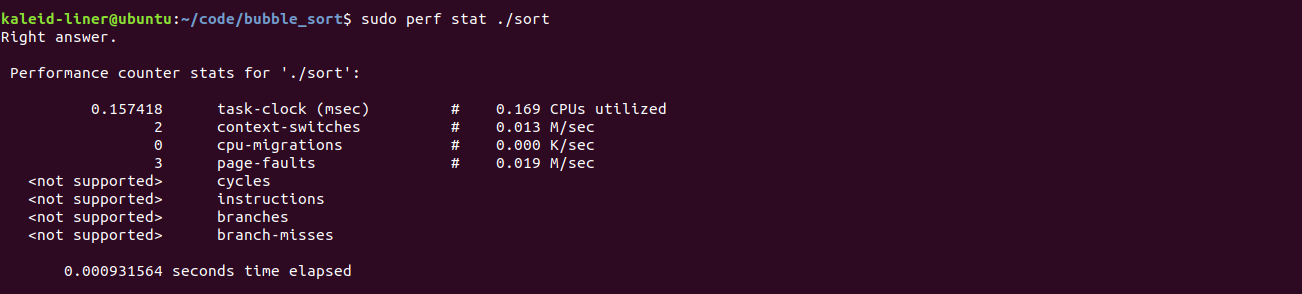 kaleid-liner@ubuntu:~/code/bubble_sort$ sudo perf stat ./sort
Right answer.
Performance counter stats for './sort':
0.157418 task-clock (msec) # 0.169 CPUs utilized
2 context-switches # 0.013 M/sec
0 cpu-migrations # 0.000 K/sec
3 page-faults # 0.019 M/sec
<not supported> cycles
<not supported> instructions
<not supported> branches
<not supported> branch-misses
0.000931564 seconds time elapsed